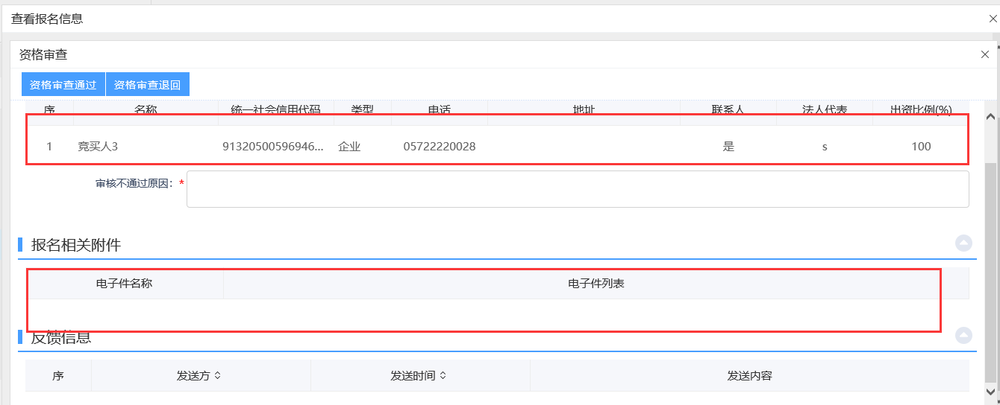 查看报名信息
资格审查
资格审查通过 资格审查退回
序 名称 统一社会信用代码 类型 电话 地址 联系人 法人代表 出资比例(%)
1 竞买人3 91320500596946... 企业 05722220028 是 s 100
审核不通过原因: *
报名相关附件
电子件名称 电子件列表
反馈信息
序 发送方 发送时间 发送内容